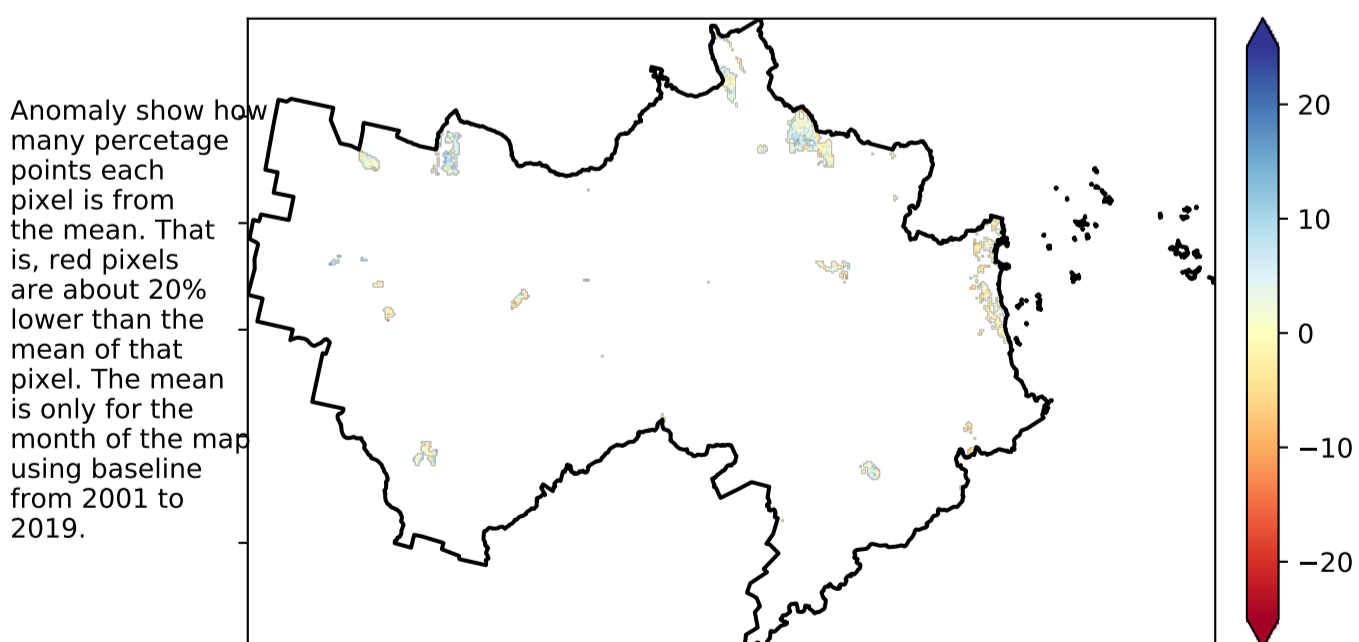 Anomaly show how
many percetage
points each
pixel is from
the mean. That
is, red pixels
are about 20%
lower than the
mean of that
pixel. The mean
is only for the
month of the map
using baseline
from 2001 to
2019.
20
10
0
−10
−20